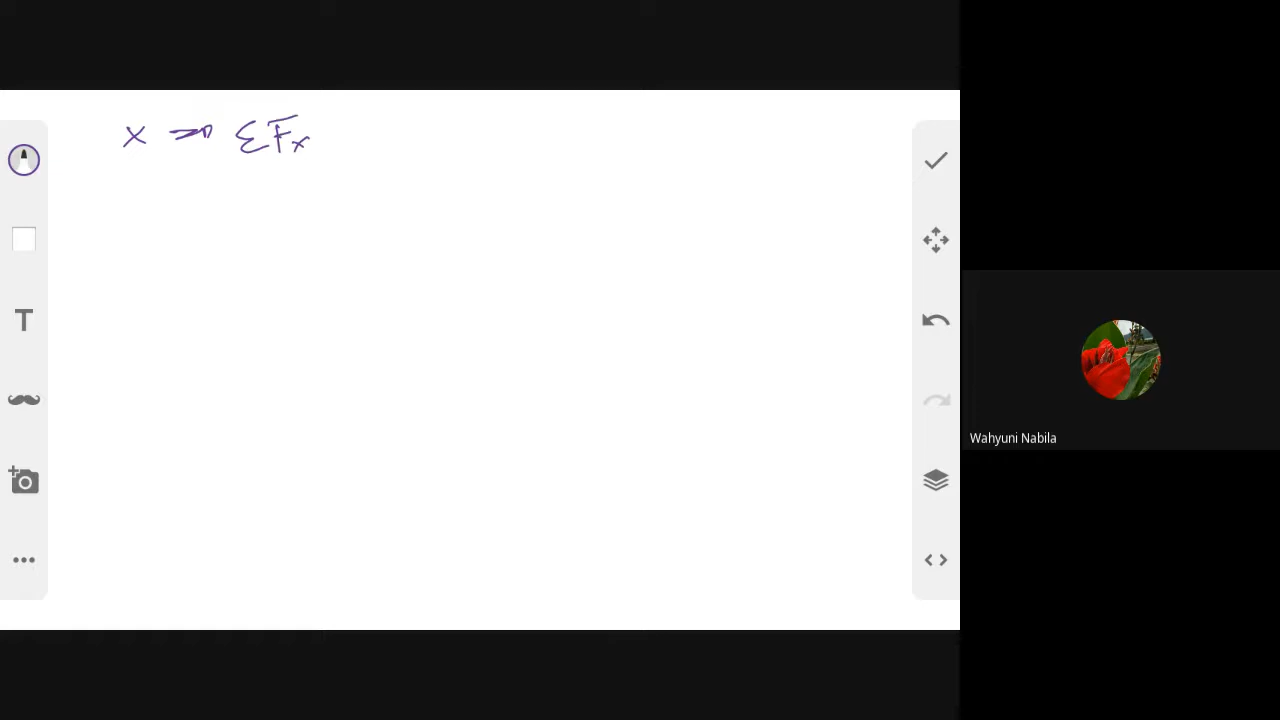 x ⇒ ΣFx
T
Wahyuni Nabila